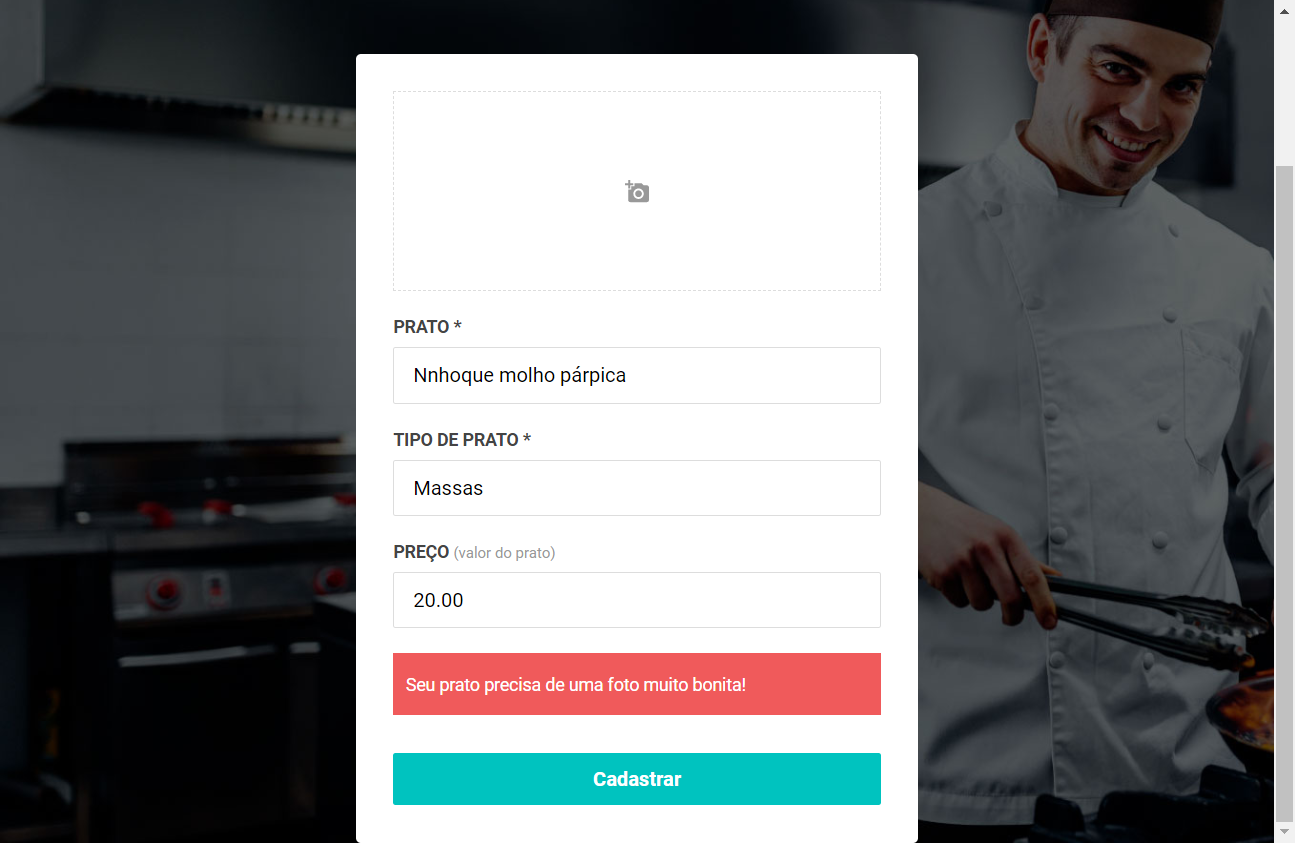 PRATO *
Nnhoque molho párpica
TIPO DE PRATO *
Massas
PREÇO (valor do prato)
20.00
Seu prato precisa de uma foto muito bonita!
Cadastrar